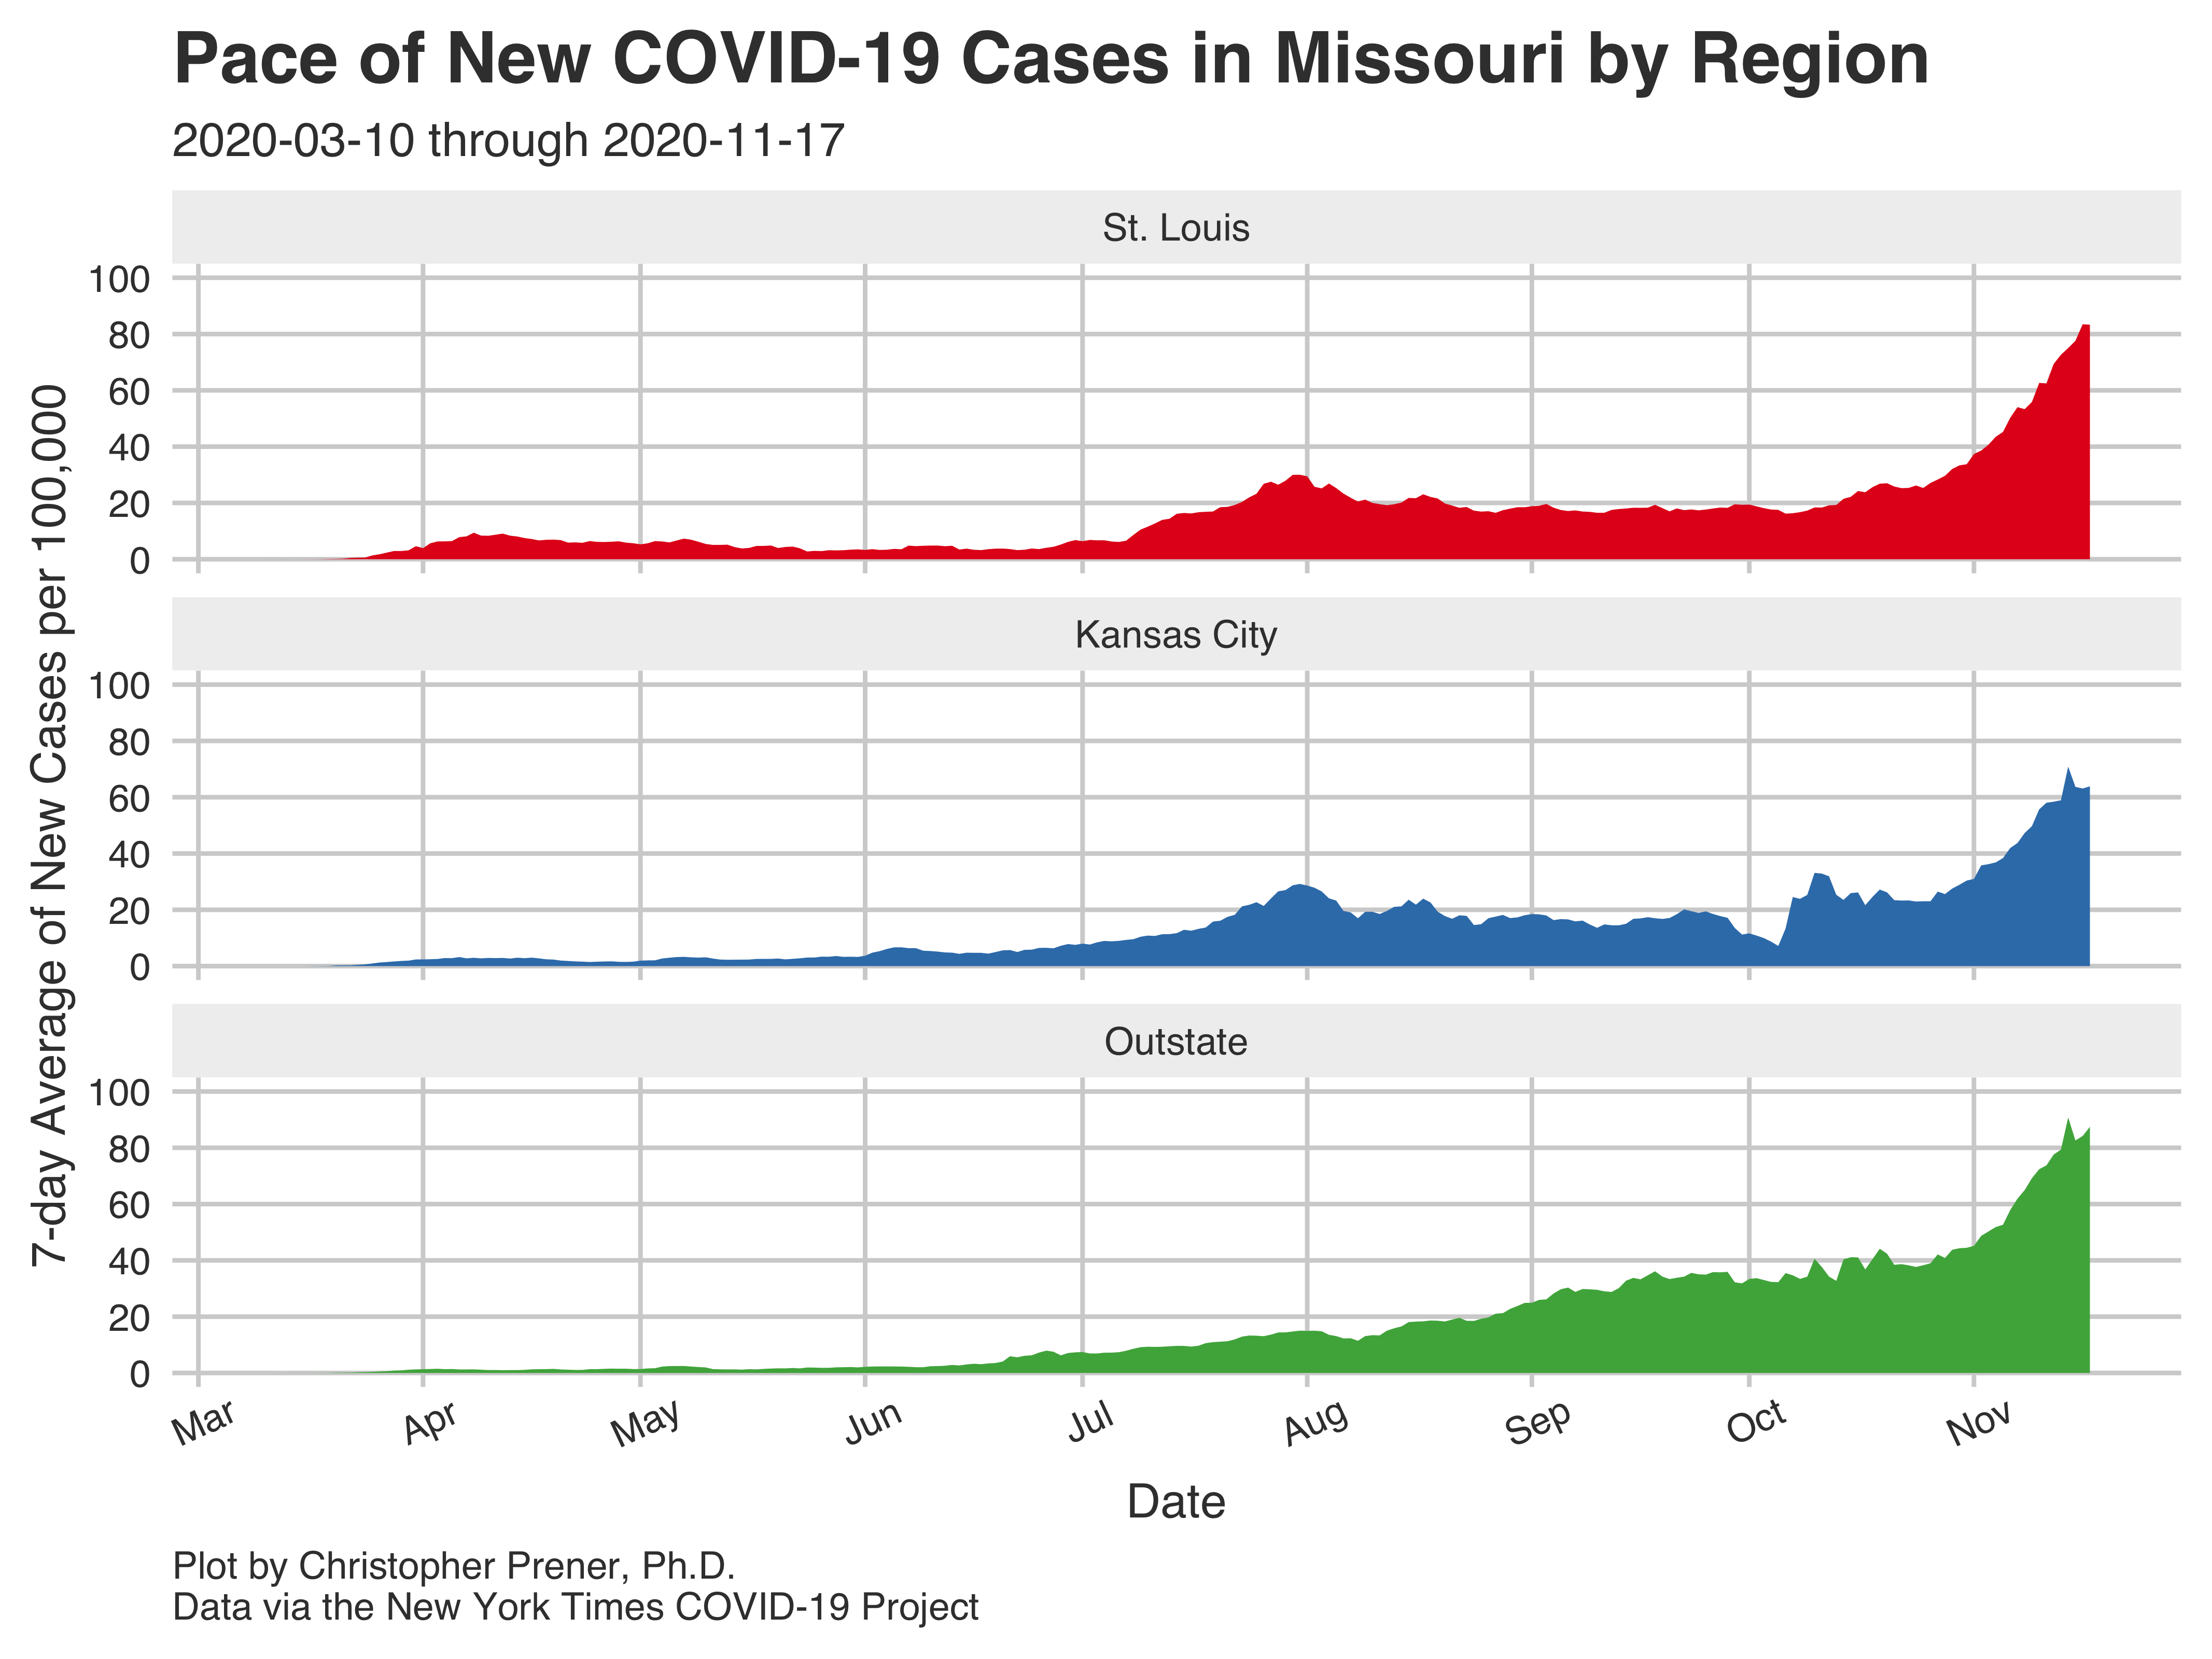 Pace of New COVID-19 Cases in Missouri by Region
2020-03-10 through 2020-11-17
7-day Average of New Cases per 100,000
St. Louis
100
80
60
40
20
0
Kansas City
100
80
60
40
20
0
Outstate
100
80
60
40
20
0
Mar Apr May Jun Jul Aug Sep Oct Nov
Date
Plot by Christopher Prener, Ph.D.
Data via the New York Times COVID-19 Project